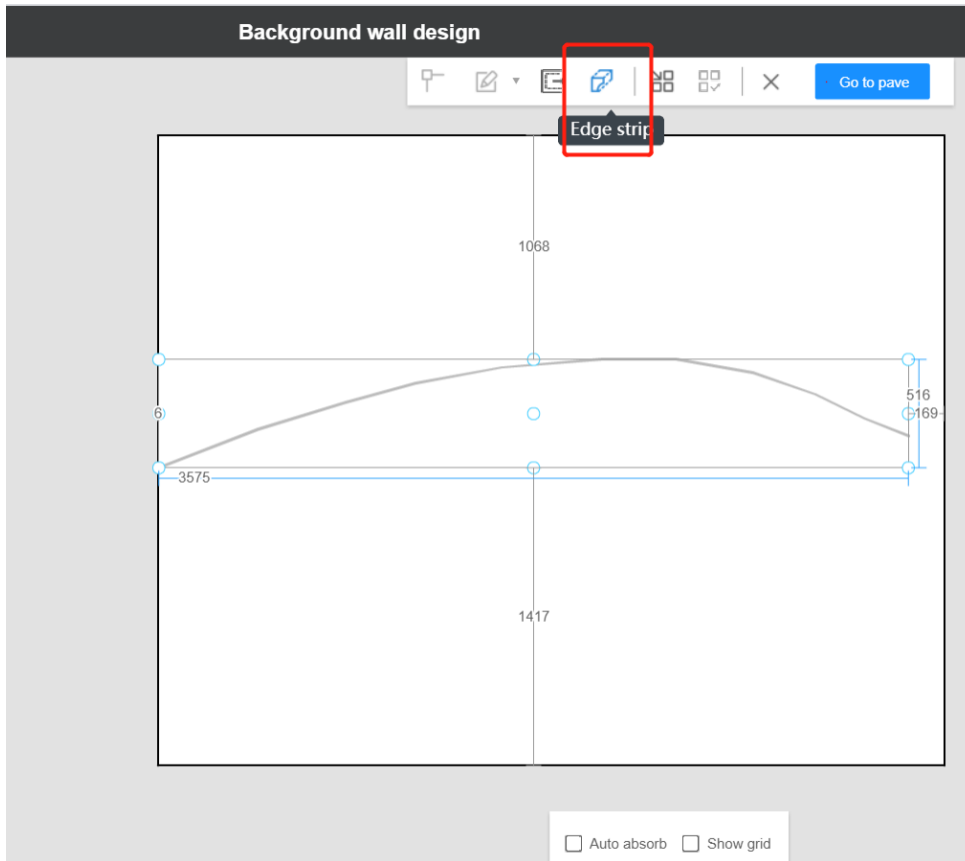 Background wall design
Go to pave
Edge strip
1068
516
6
169
3575
1417
Auto absorb
Show grid